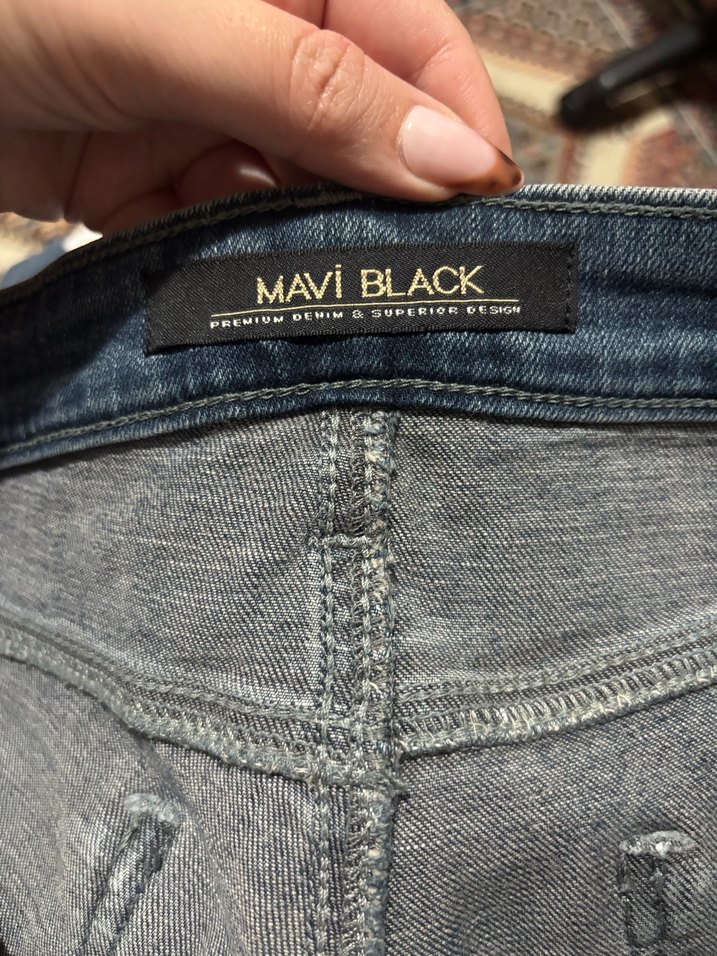 MAVi BLACK
PREMIUM DENIM & SUPERIOR DESIGN